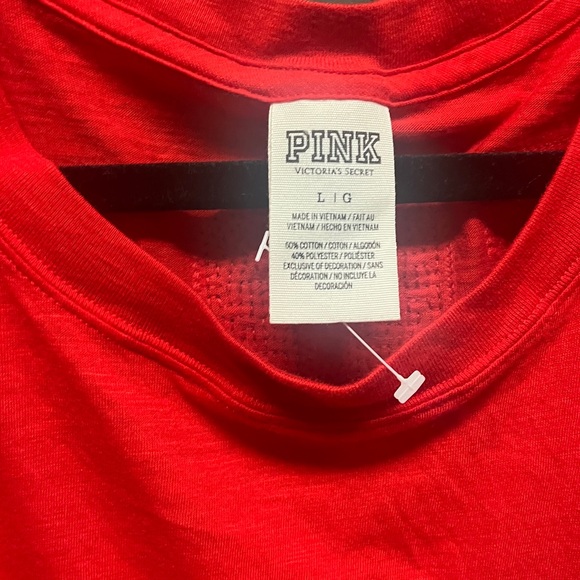 PINK
VICTORIA'S SECRET
L | G
MADE IN VIETNAM / FAIT AU
VIETNAM / HECHO EN VIETNAM
60% COTTON / COTON / ALGODÓN
40% POLYESTER / POLIÉSTER
EXCLUSIVE OF DECORATION / SANS
DÉCORATION / NO INCLUYE LA
DECORACIÓN